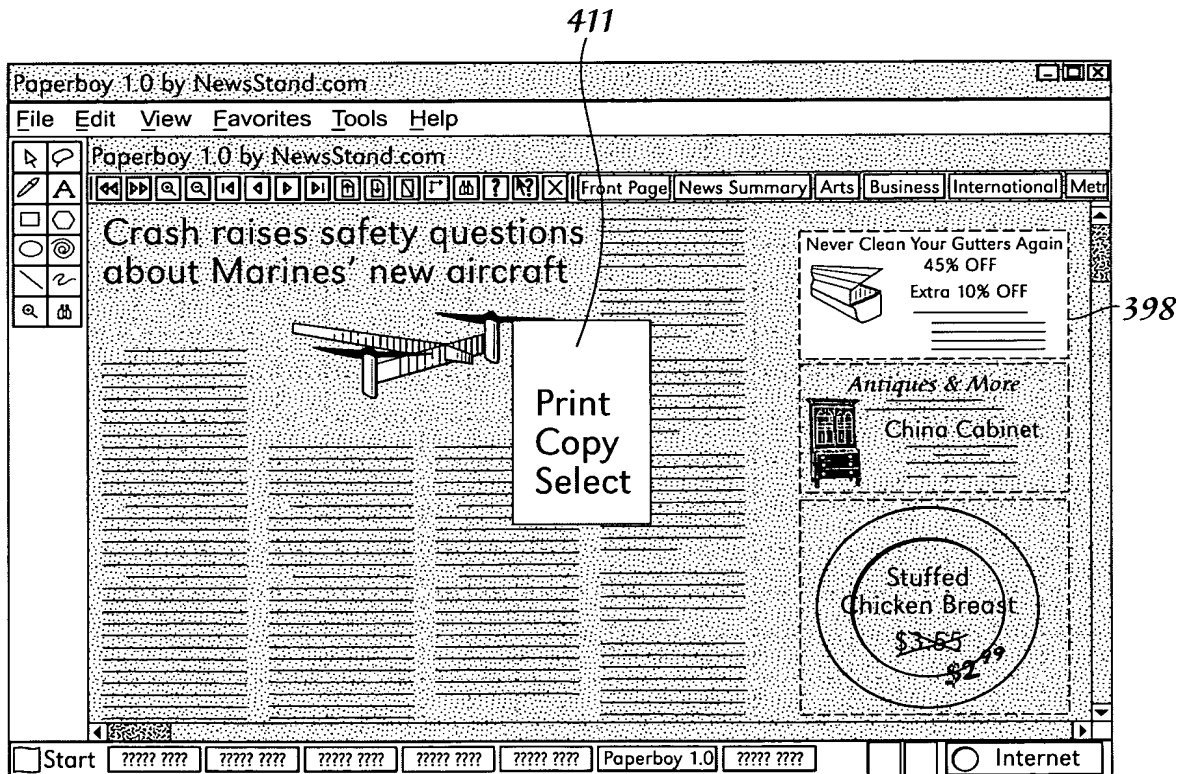 411
Paperboy 1.0 by NewsStand.com
File Edit View Favorites Tools Help
Paperboy 1.0 by NewsStand.com
A ? ? Front Page News Summary Arts Business International Metr
Crash raises safety questions
about Marines' new aircraft
Never Clean Your Gutters Again
45% OFF
Extra 10% OFF
398
Antiques & More
China Cabinet
Print
Copy
Select
Stuffed
Chicken Breast
$3.55
$2.99
Start ????? ???? ????? ???? ????? ???? ????? ???? ????? ???? Paperboy 1.0 ????? ???? Internet